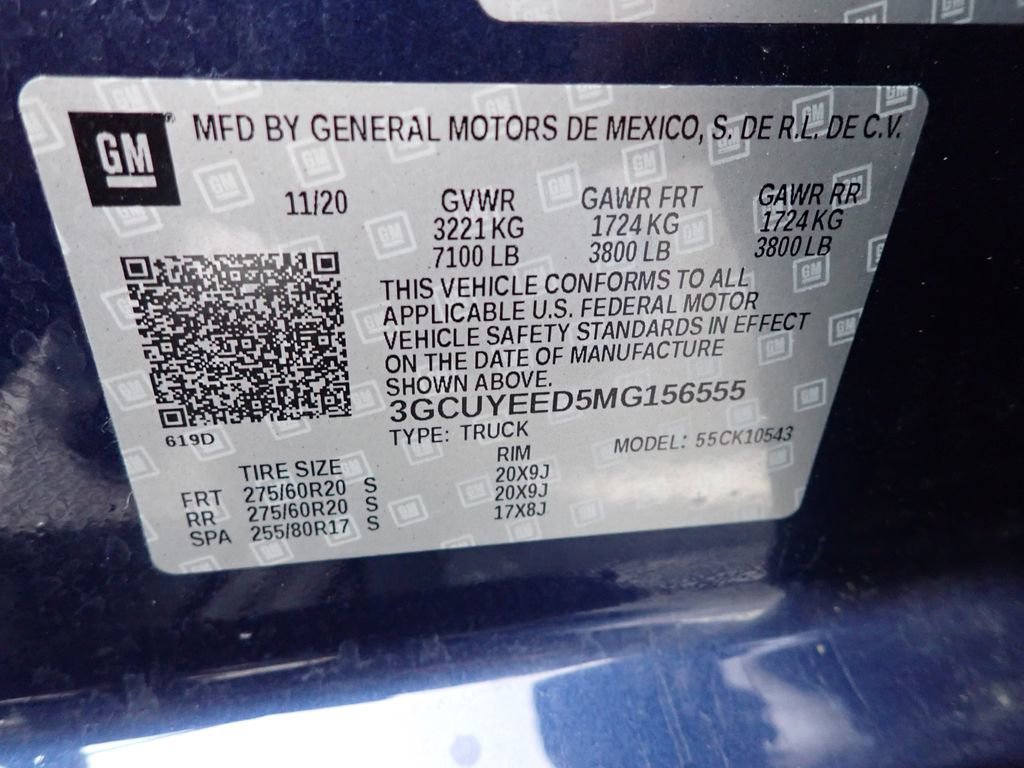 GM
MFD BY GENERAL MOTORS DE MEXICO, S. DE R.L. DE C.V.
11/20 GVWR GAWR FRT GAWR RR
3221 KG 1724 KG 1724 KG
7100 LB 3800 LB 3800 LB
THIS VEHICLE CONFORMS TO ALL
APPLICABLE U.S. FEDERAL MOTOR
VEHICLE SAFETY STANDARDS IN EFFECT
ON THE DATE OF MANUFACTURE
SHOWN ABOVE.
3GCUYEED5MG156555
619D
TYPE: TRUCK MODEL: 55CK10543
TIRE SIZE RIM
FRT 275/60R20 S 20X9J
RR 275/60R20 S 20X9J
SPA 255/80R17 S 17X8J